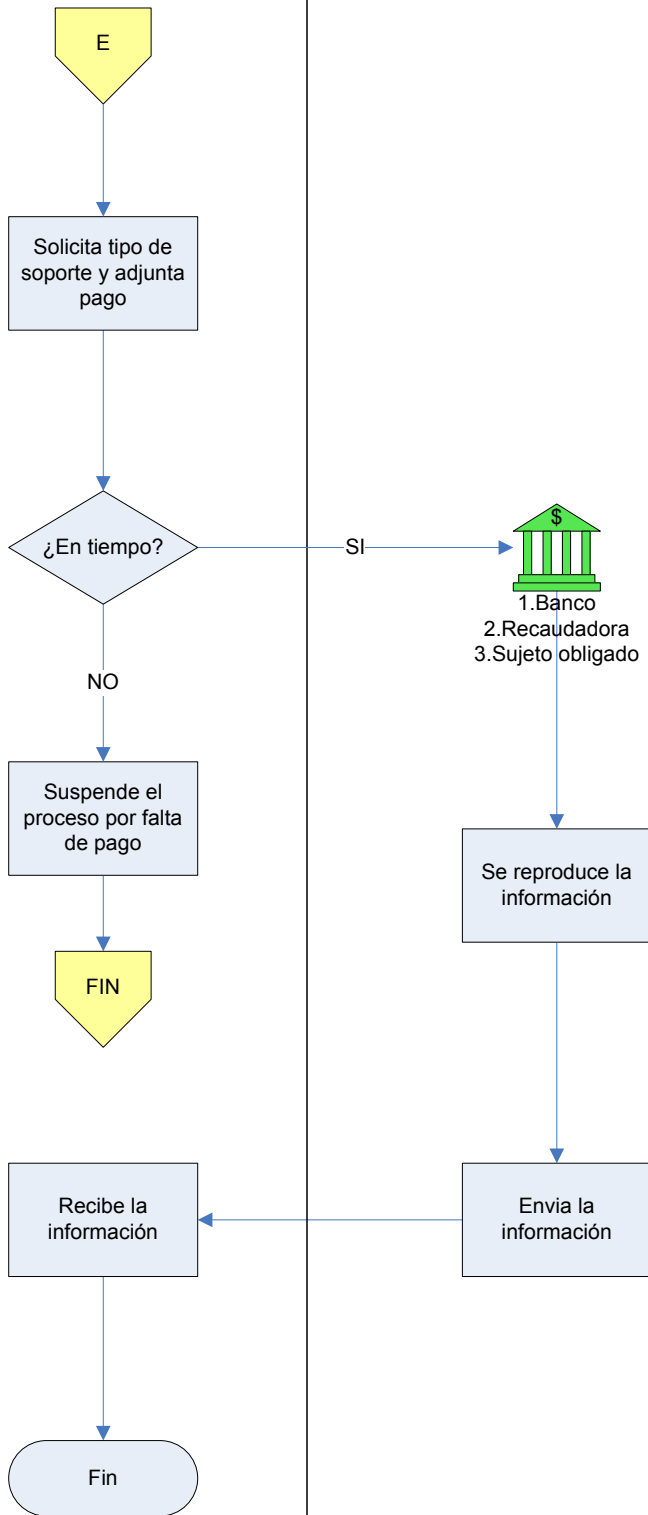 E
Solicita tipo de
soporte y adjunta
pago
¿En tiempo?
SI
$
1.Banco
2.Recaudadora
3.Sujeto obligado
NO
Suspende el
proceso por falta
de pago
Se reproduce la
información
FIN
Recibe la
información
Envia la
información
Fin